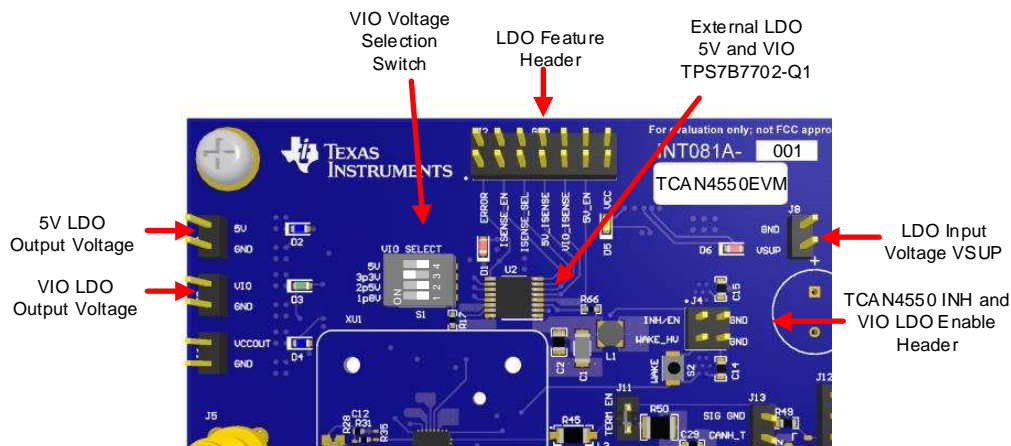 VIO Voltage
Selection
Switch
LDO Feature
Header
External LDO
5V and VIO
TPS7B7702-Q1
5V LDO
Output Voltage
VIO LDO
Output Voltage
LDO Input
Voltage VSUP
TCAN4550 INH and
VIO LDO Enable
Header
TEXAS
INSTRUMENTS
For evaluation only; not FCC appro
INT081A- 001
TCAN4550EVM
GND
ERROR
ISENSE_EN
ISENSE_SEL
5V_ISENSE
VIO_ISENSE
5V_EN
VCC
D1
D5
J8
GND
VSUP
+
D6
5V
GND
D2
VIO
GND
D3
VCCOUT
GND
D4
VIO SELECT
5V
3p3V
2p5V
1p8V
ON
1 2 3 4
S1
U2
R17
XU1
R66
C2
C1
L1
J4
INH/EN
GND
WAKE_HV
GND
C15
C14
WAKE
S2
J5
R28
C12
R31
R35
R45
J11
TERM EN
R50
C29
J13
SIG GND
CANH_T
R49
J12